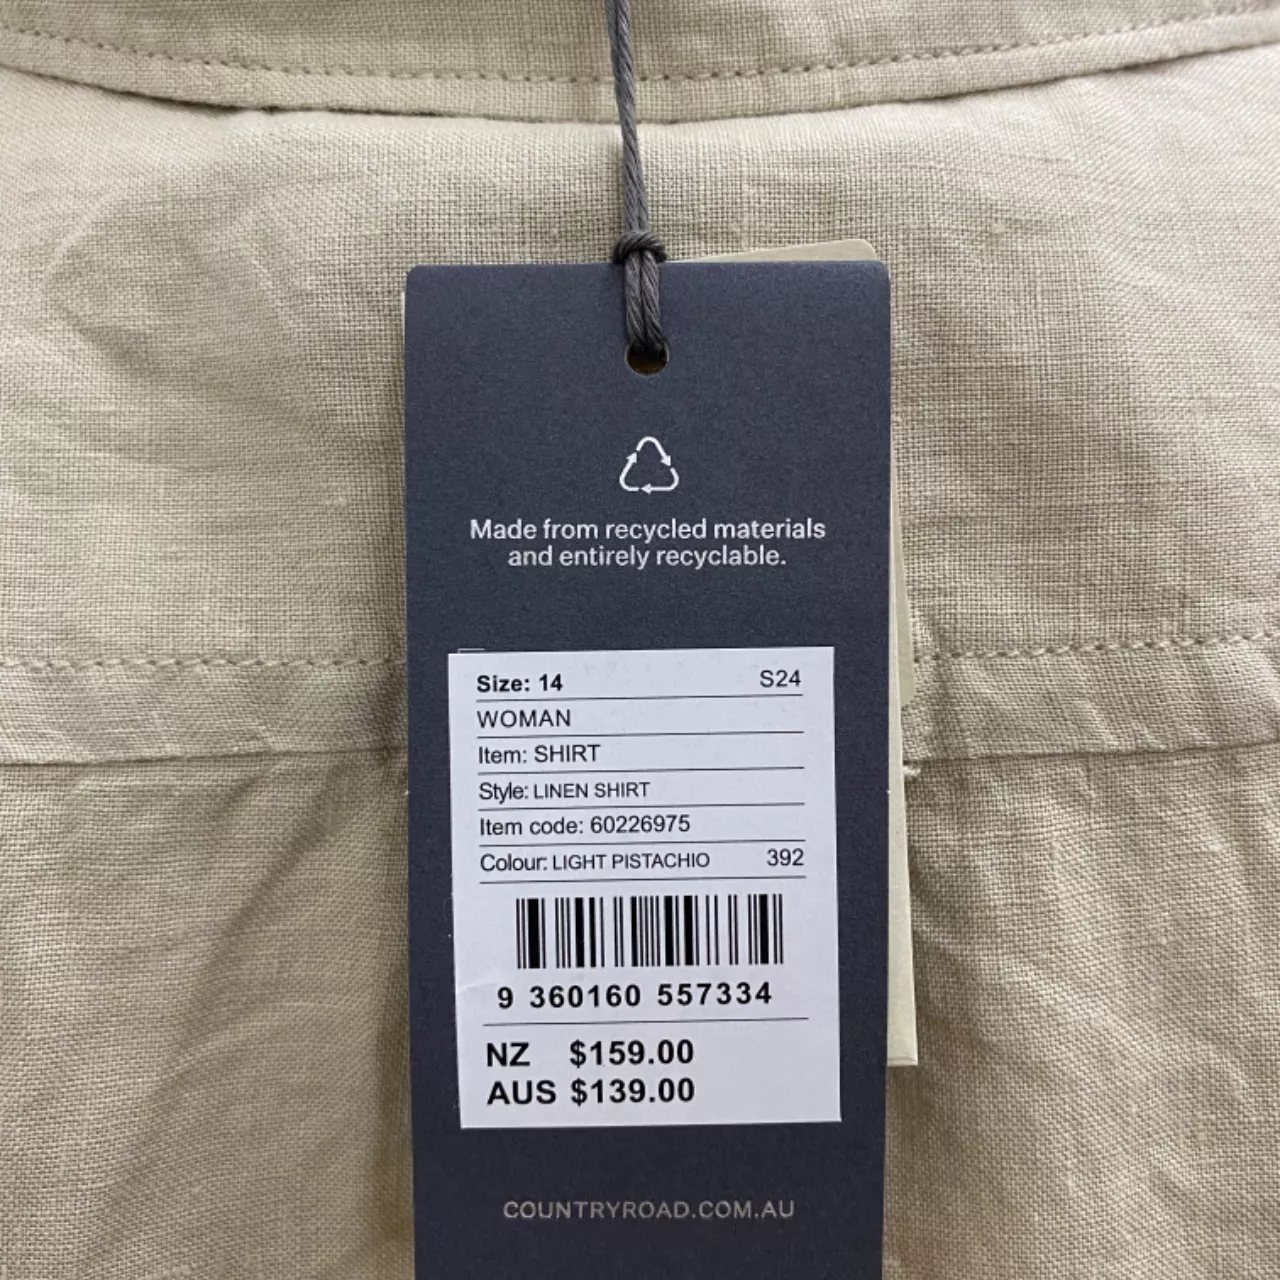 Made from recycled materials
and entirely recyclable.
Size: 14 S24
WOMAN
Item: SHIRT
Style: LINEN SHIRT
Item code: 60226975
Colour: LIGHT PISTACHIO 392
9 360160 557334
NZ $159.00
AUS $139.00
COUNTRYROAD.COM.AU